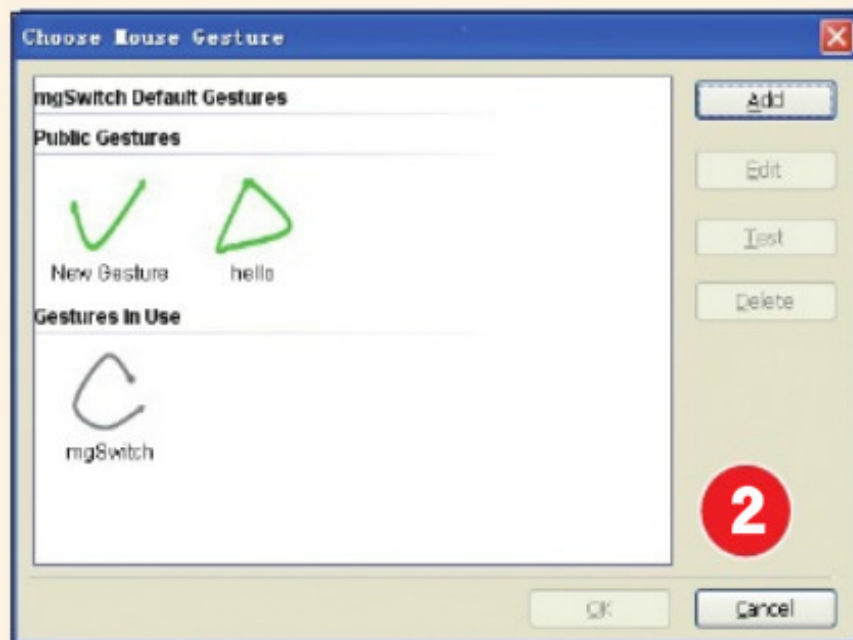 Choose Mouse Gesture
mgSwitch Default Gestures
Public Gestures
New Gesture
hello
Gestures In Use
mgSwitch
Add
Edit
Test
Delete
2
OK
Cancel